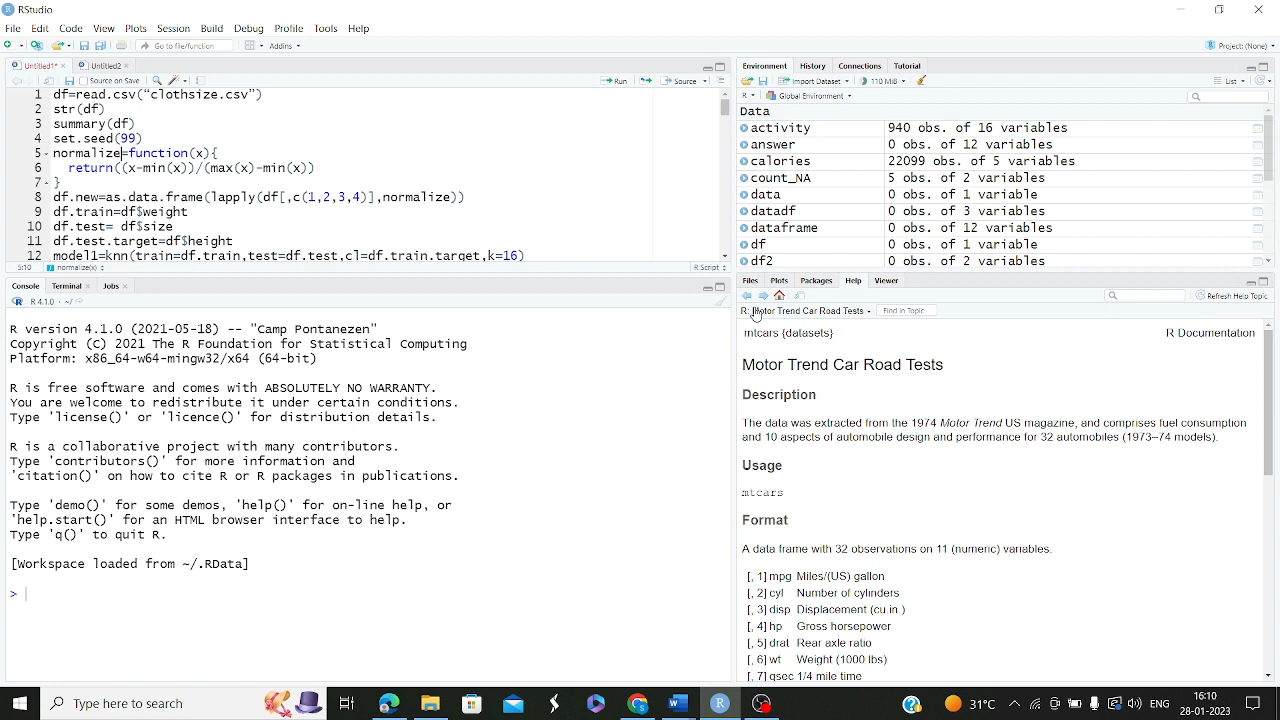 RStudio
File Edit Code View Plots Session Build Debug Profile Tools Help
Go to file/function Addins Project: (None)
Untitled1* Untitled2
Source on Save Run Source
1 df=read.csv(“clothsize.csv”)
2 str(df)
3 summary(df)
4 set.seed(99)
5 normalize=function(x){
6 return((x-min(x))/(max(x)-min(x))
7 }
8 df.new=as.data.frame(lapply(df[,c(1,2,3,4)],normalize))
9 df.train=df$weight
10 df.test= df$size
11 df.test.target=df$height
12 model1=knn(train=df.train,test=df.test,cl=df.train.target,k=16)
5:10 normalize(x) R Script
Console Terminal Jobs
R 4.1.0 · ~/
R version 4.1.0 (2021-05-18) -- "Camp Pontanezen"
Copyright (C) 2021 The R Foundation for Statistical Computing
Platform: x86_64-w64-mingw32/x64 (64-bit)
R is free software and comes with ABSOLUTELY NO WARRANTY.
You are welcome to redistribute it under certain conditions.
Type 'license()' or 'licence()' for distribution details.
R is a collaborative project with many contributors.
Type 'contributors()' for more information and
'citation()' on how to cite R or R packages in publications.
Type 'demo()' for some demos, 'help()' for on-line help, or
'help.start()' for an HTML browser interface to help.
Type 'q()' to quit R.
[Workspace loaded from ~/.RData]
>
Environment History Connections Tutorial
Import Dataset 110 MiB List
R Global Environment
Data
activity 940 obs. of 16 variables
answer 0 obs. of 12 variables
calories 22099 obs. of 5 variables
count_NA 5 obs. of 2 variables
data 0 obs. of 1 variable
datadf 0 obs. of 3 variables
dataframe 0 obs. of 12 variables
df 0 obs. of 1 variable
df2 0 obs. of 2 variables
Files Plots Packages Help Viewer
Refresh Help Topic
R: Motor Trend Car Road Tests Find in Topic
mtcars {datasets} R Documentation
Motor Trend Car Road Tests
Description
The data was extracted from the 1974 Motor Trend US magazine, and comprises fuel consumption
and 10 aspects of automobile design and performance for 32 automobiles (1973–74 models).
Usage
mtcars
Format
A data frame with 32 observations on 11 (numeric) variables.
[, 1] mpg Miles/(US) gallon
[, 2] cyl Number of cylinders
[, 3] disp Displacement (cu.in.)
[, 4] hp Gross horsepower
[, 5] drat Rear axle ratio
[, 6] wt Weight (1000 lbs)
[, 7] qsec 1/4 mile time
Type here to search 31°C ENG 16:10
28-01-2023